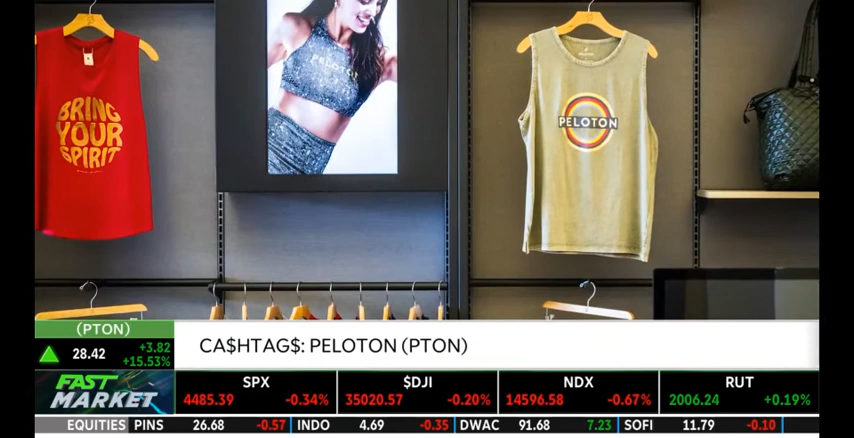 BRING
YOUR
SPIRIT
PELOTON
PELOTON
(PTON)
28.42
+3.82
+15.53%
CA$HTAG$: PELOTON (PTON)
FAST
MARKET
SPX
4485.39 -0.34%
$DJI
35020.57 -0.20%
NDX
14596.58 -0.67%
RUT
2006.24 +0.19%
EQUITIES PINS 26.68 -0.57 INDO 4.69 -0.35 DWAC 91.68 7.23 SOFI 11.79 -0.10